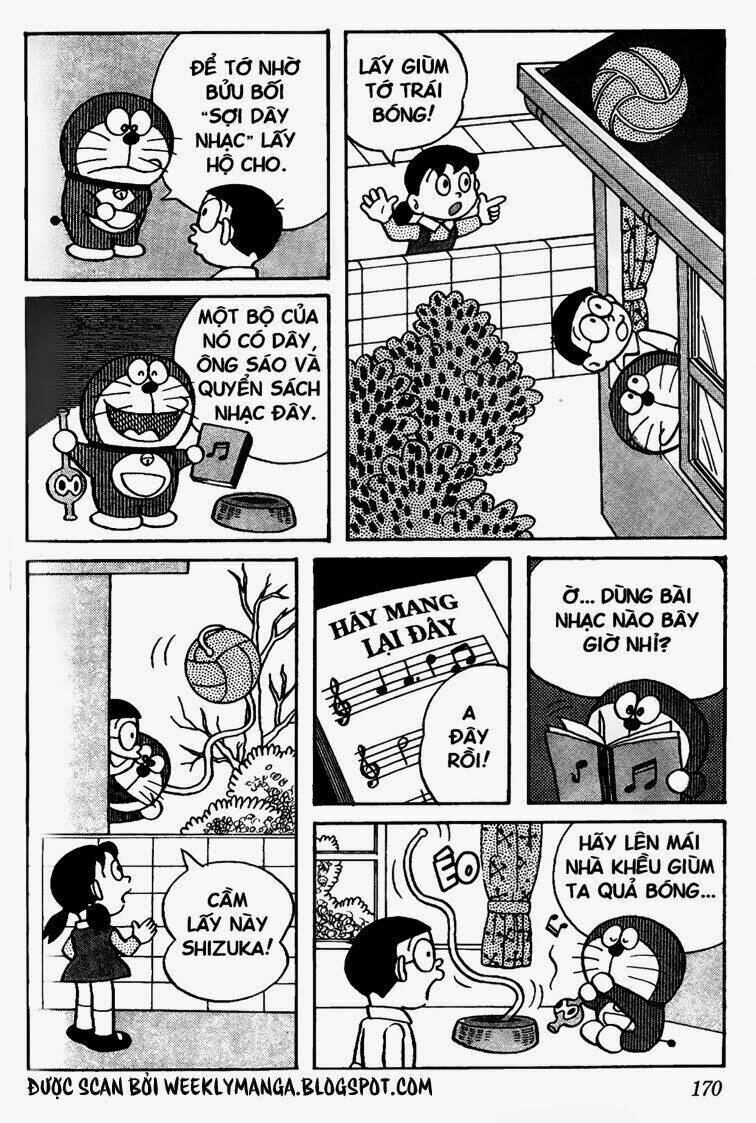 LẤY GIÙM
TỚ TRÁI
BÓNG!
ĐỂ TỚ NHỜ
BỬU BỐI
“SỢI DÂY
NHẠC” LẤY
HỘ CHO.
MỘT BỘ CỦA
NÓ CÓ DÂY,
ÔNG SÁO VÀ
QUYỂN SÁCH
NHẠC ĐÂY.
Ờ... DÙNG BÀI
NHẠC NÀO BÂY
GIỜ NHỈ?
HÃY MANG
LẠI ĐÂY
A
ĐÂY
RỒI!
HÃY LÊN MÁI
NHÀ KHỀU GIÙM
TA QUẢ BÓNG...
EO
CẦM
LẤY NÀY
SHIZUKA!
ĐƯỢC SCAN BỞI WEEKLYMANGA.BLOGSPOT.COM
170